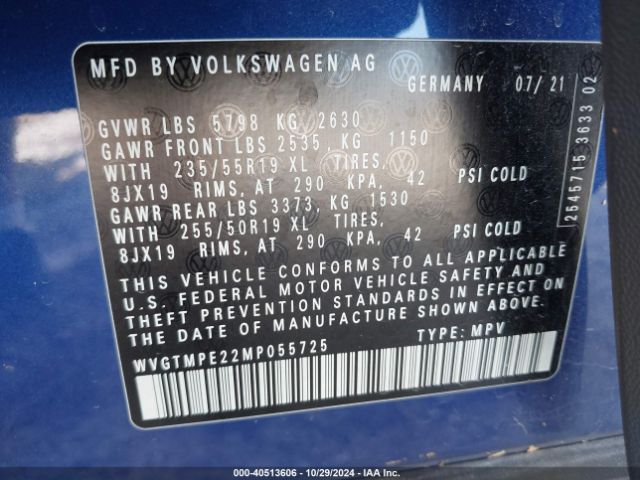 MFD BY VOLKSWAGEN AG
GERMANY 07/21
GVWR LBS 5798 KG 2630
GAWR FRONT LBS 2535, KG 1150
WITH 235/55R19 XL TIRES,
8JX19 RIMS, AT 290 KPA, 42 PSI COLD
GAWR REAR LBS 3373, KG 1530
WITH 255/50R19 XL TIRES,
8JX19 RIMS, AT 290 KPA, 42 PSI COLD
THIS VEHICLE CONFORMS TO ALL APPLICABLE
U.S. FEDERAL MOTOR VEHICLE SAFETY AND
THEFT PREVENTION STANDARDS IN EFFECT ON
THE DATE OF MANUFACTURE SHOWN ABOVE.
WVGTMPE22MP055725 TYPE: MPV
2545715 3633 02
000-40513606 - 10/29/2024 - IAA Inc.